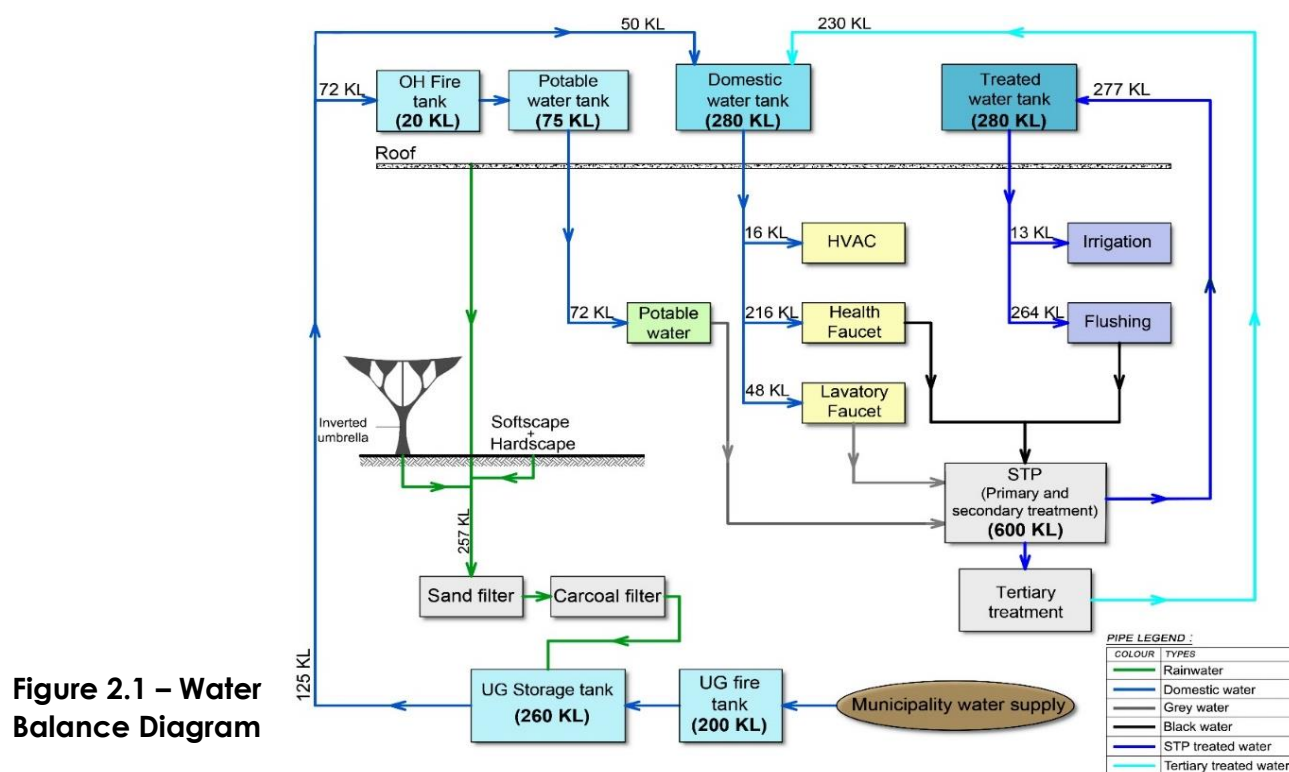 50 KL
230 KL
72 KL
OH Fire
tank
(20 KL)
Potable
water tank
(75 KL)
Domestic
water tank
(280 KL)
Treated
water tank
(280 KL)
277 KL
Roof
16 KL
HVAC
13 KL
Irrigation
72 KL
Potable
water
216 KL
Health
Faucet
264 KL
Flushing
48 KL
Lavatory
Faucet
Inverted
umbrella
Softscape
+
Hardscape
STP
(Primary and
secondary treatment)
(600 KL)
257 KL
Sand filter
Carcoal filter
Tertiary
treatment
125 KL
UG Storage tank
(260 KL)
UG fire
tank
(200 KL)
Municipality water supply
PIPE LEGEND :
COLOUR TYPES
Rainwater
Domestic water
Grey water
Black water
STP treated water
Tertiary treated water
Figure 2.1 – Water
Balance Diagram